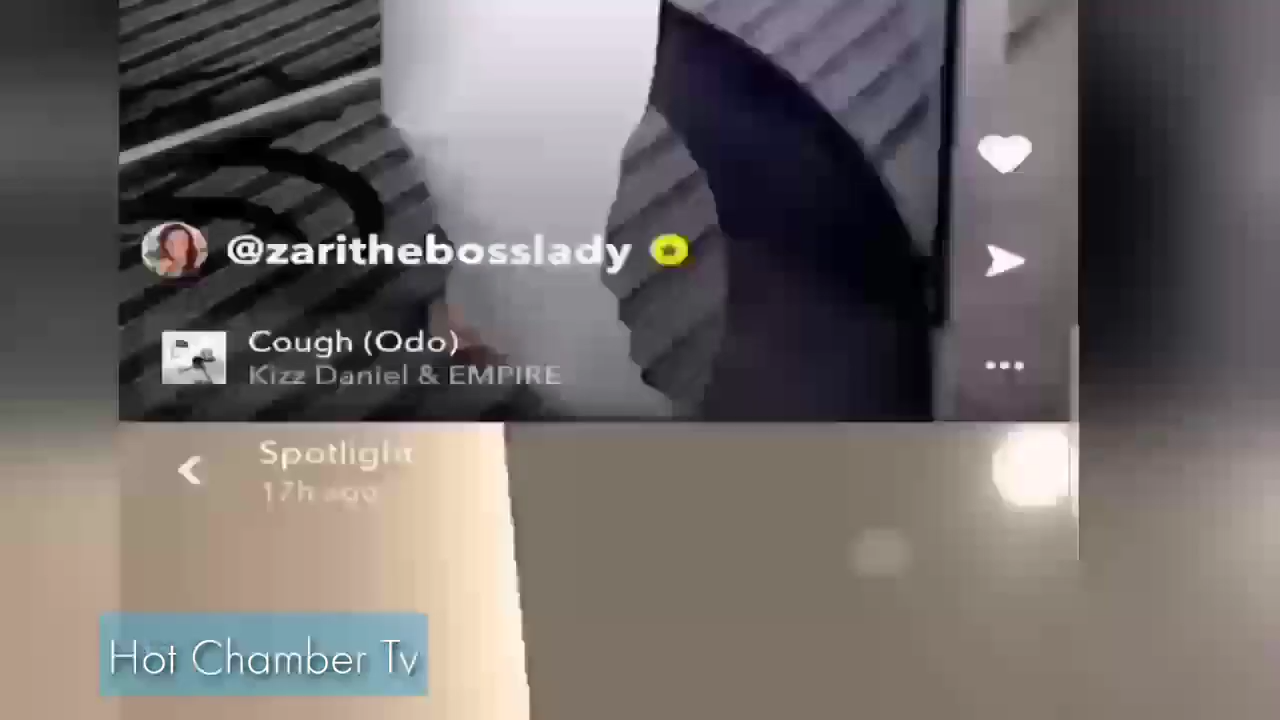 @zarithebosslady
Cough (Odo)
Kizz Daniel & EMPIRE
Spotlight
17h ago
Hot Chamber Tv